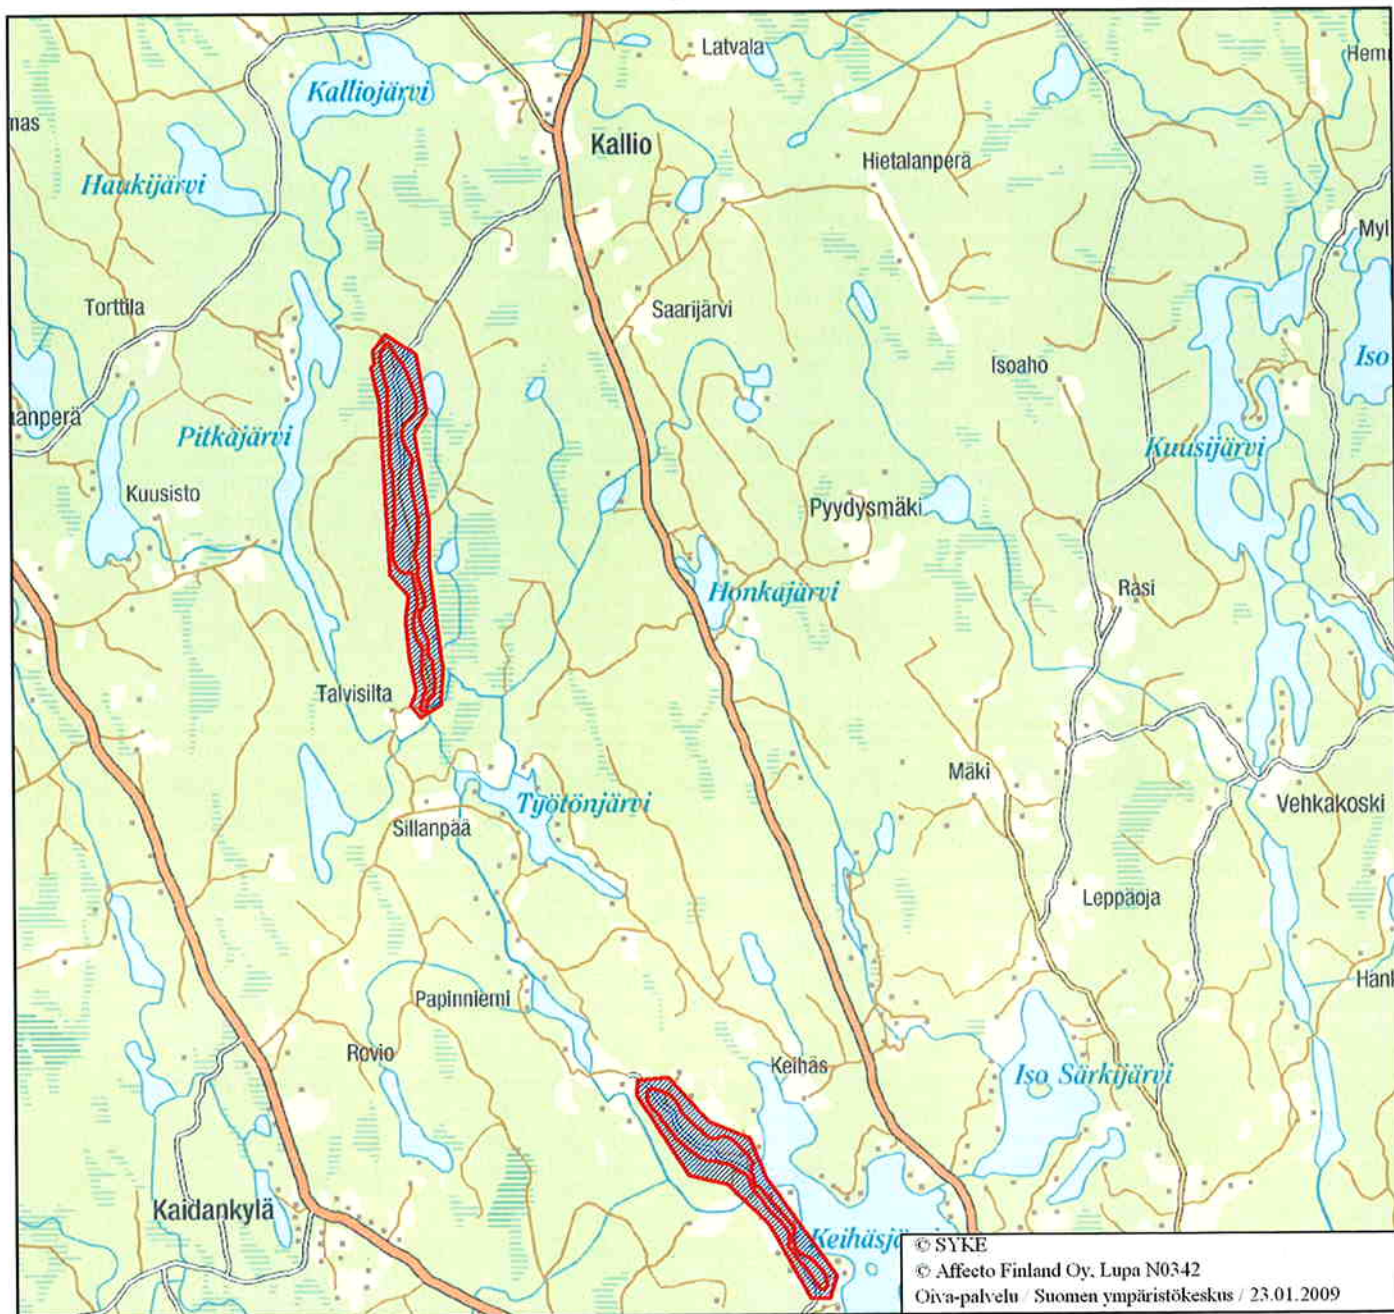 Latvala
Hem
Kalliojärvi
nas
Kallio
Hietalanperä
Haukijärvi
Myl
Torttila
Saarijärvi
Iso
Isoaho
anperä
Pitkäjärvi
Kuusijärvi
Kuusisto
Pyydysmäki
Honkajärvi
Rasi
Talvisilta
Mäki
Työtönjärvi
Vehkakoski
Sillanpää
Leppäoja
Papinniemi
Hänk
Rovio
Keihäs
Iso Särkijärvi
Kaidankylä
Keihäsjä
© SYKE
© Affecto Finland Oy, Lupa N0342
Oiva-palvelu / Suomen ympäristökeskus / 23.01.2009